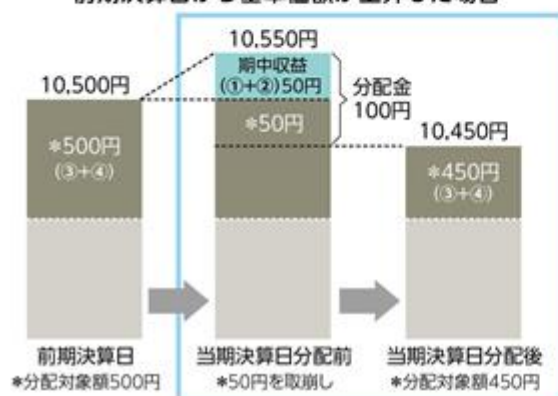 前期決算日から基準価額が上昇した場合
10,550円
期中収益
(①+②)50円
分配金
100円
10,500円
*50円
10,450円
*500円
(③+④)
*450円
(③+④)
前期決算日
当期決算日分配前
当期決算日分配後
*分配対象額500円
*50円を取崩し
*分配対象額450円